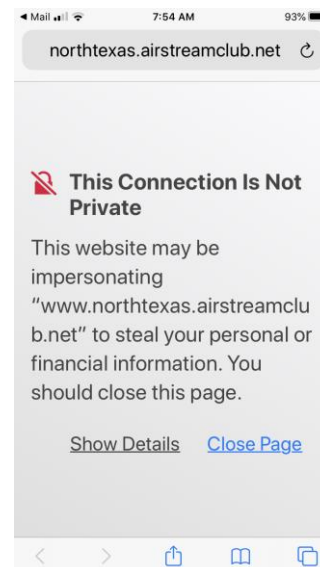 ◀ Mail 7:54 AM 93%
northtexas.airstreamclub.net
This Connection Is Not
Private
This website may be
impersonating
“www.northtexas.airstreamclu
b.net” to steal your personal or
financial information. You
should close this page.
Show Details Close Page